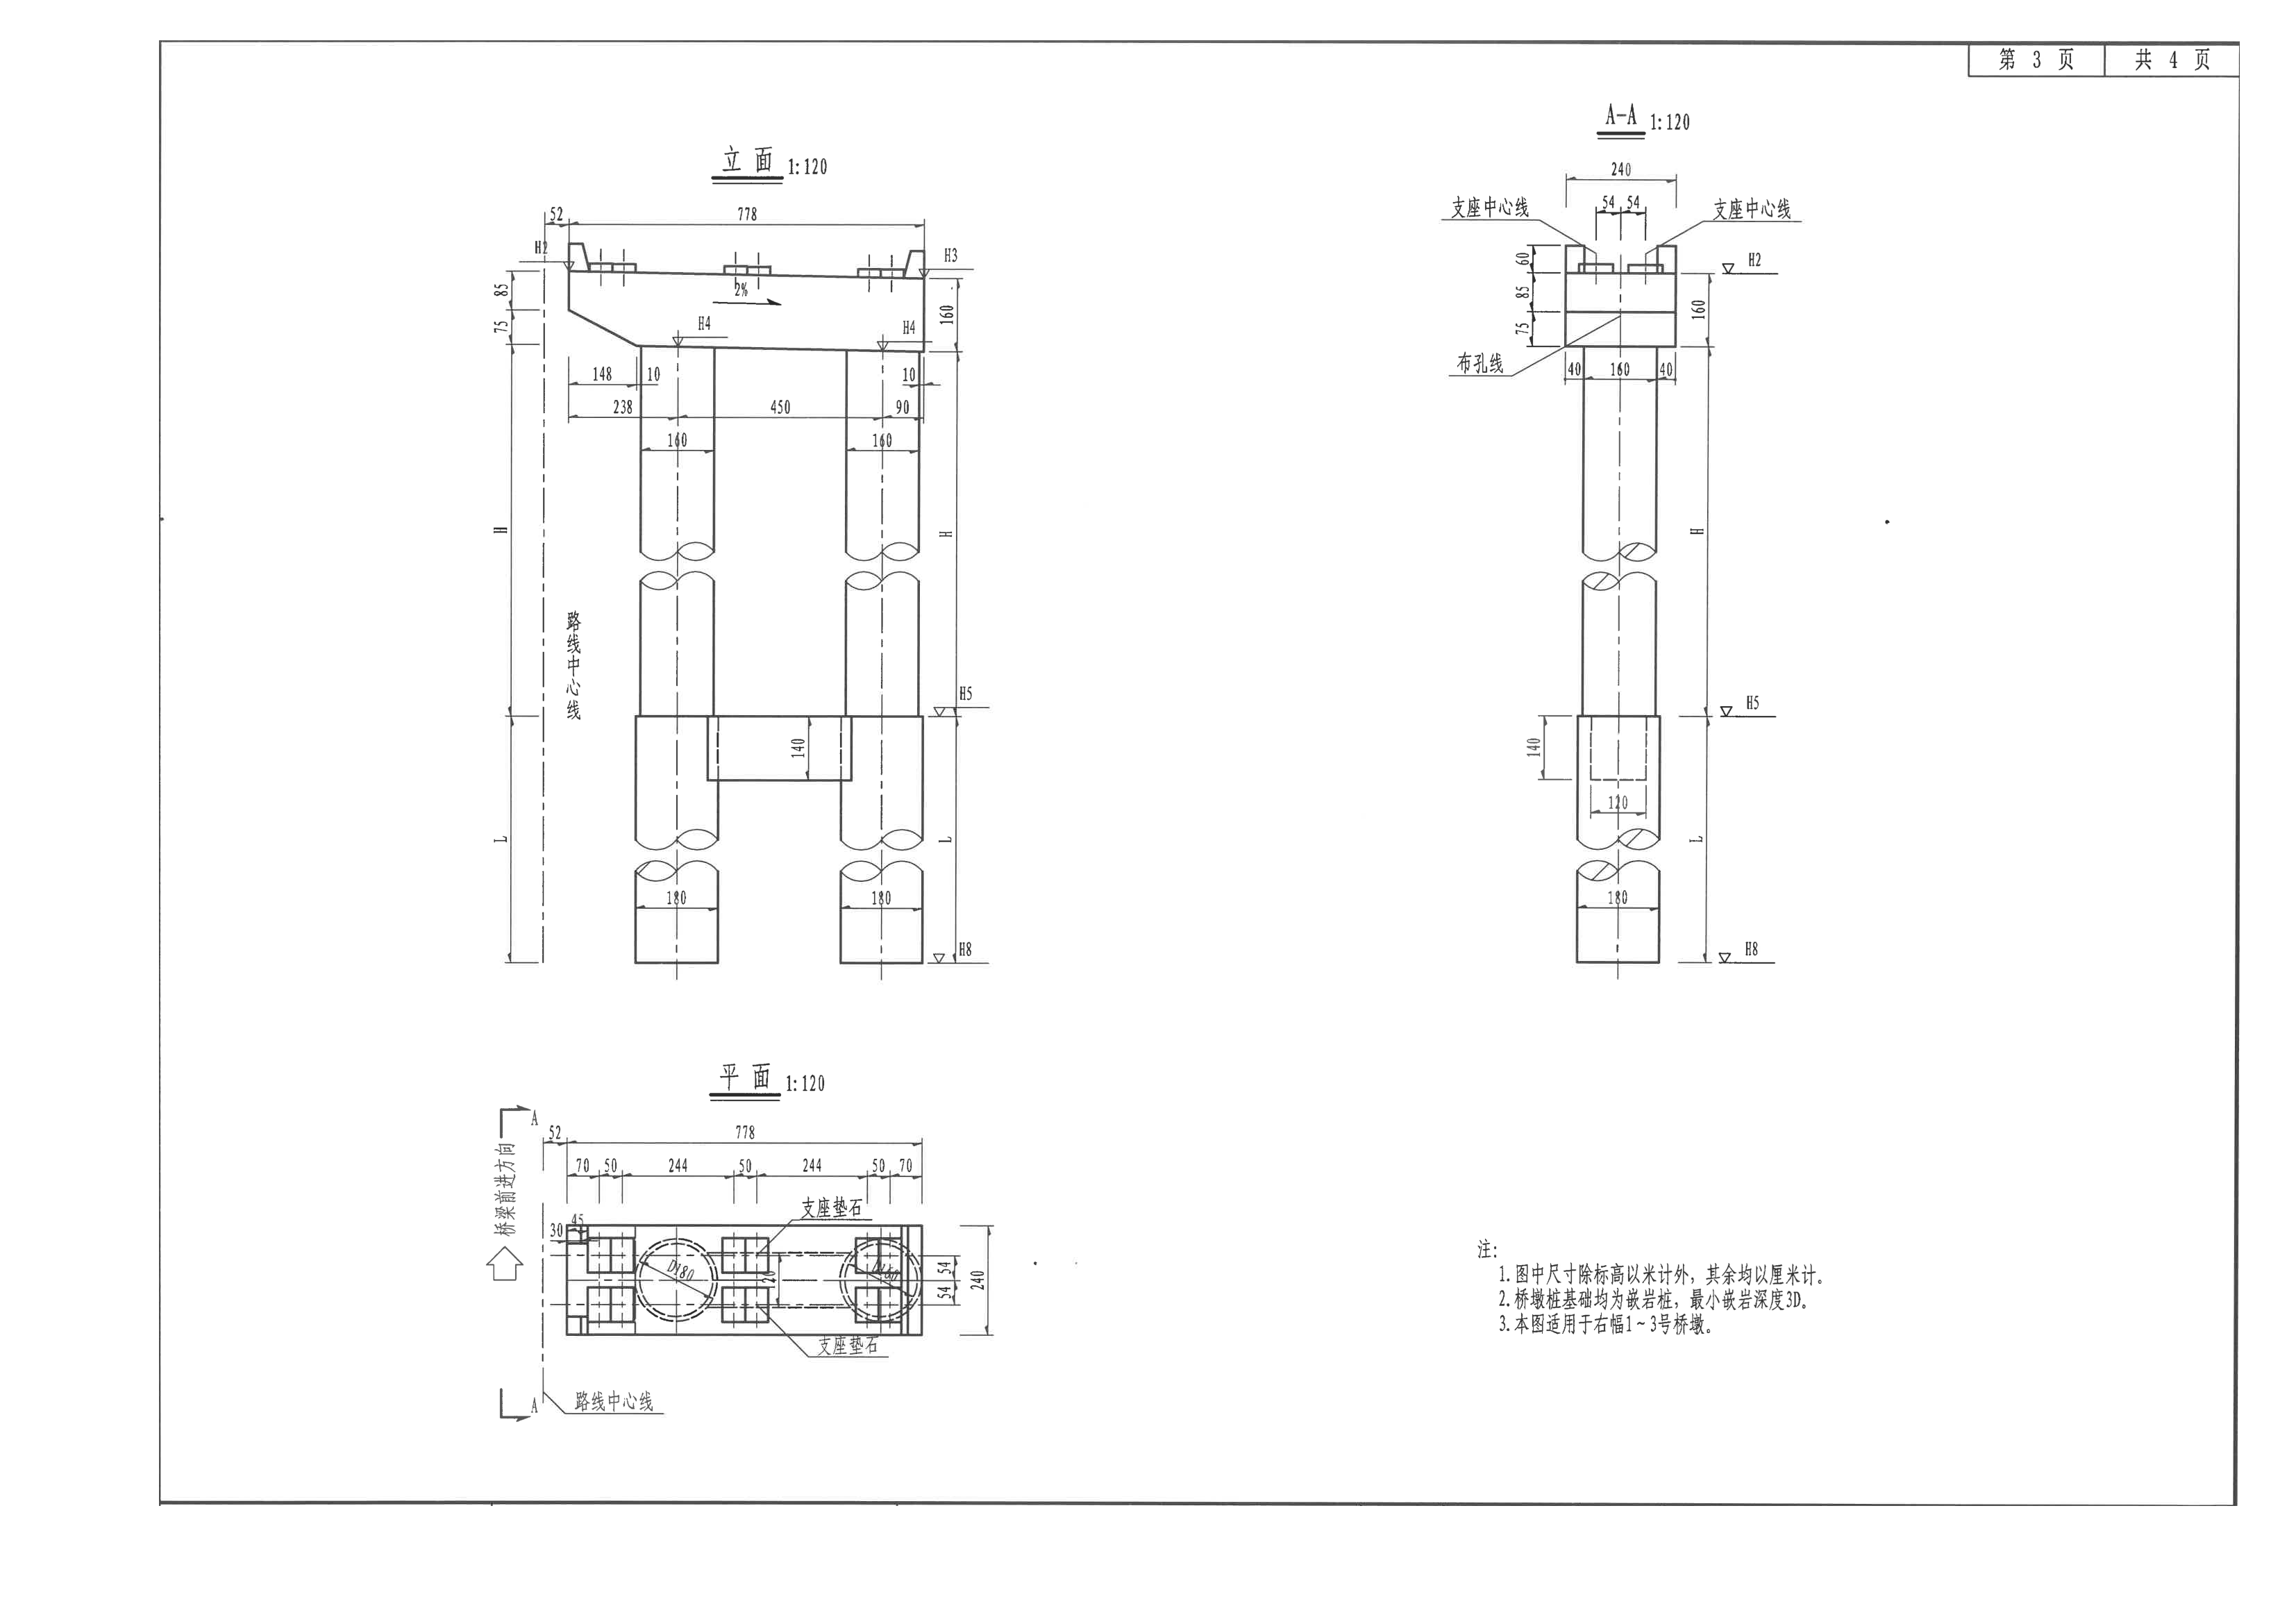 第 3 页 共 4 页
立 面 1:120
52
778
H2
H3
85
75
2%
H4
H4
160
148
10
10
238
450
90
160
160
H
H
路线中心线
H5
140
L
L
180
180
H8
A-A 1:120
240
支座中心线
54
54
支座中心线
60
85
75
H2
160
布孔线
40
160
40
H
H5
140
120
L
180
H8
平 面 1:120
A
52
778
70
50
244
50
244
50
70
桥梁前进方向
支座垫石
45
30
D180
54
54
240
支座垫石
A
路线中心线
注:
1.图中尺寸除标高以米计外，其余均以厘米计。
2.桥墩桩基础均为嵌岩桩，最小嵌岩深度3D。
3.本图适用于右幅1~3号桥墩。